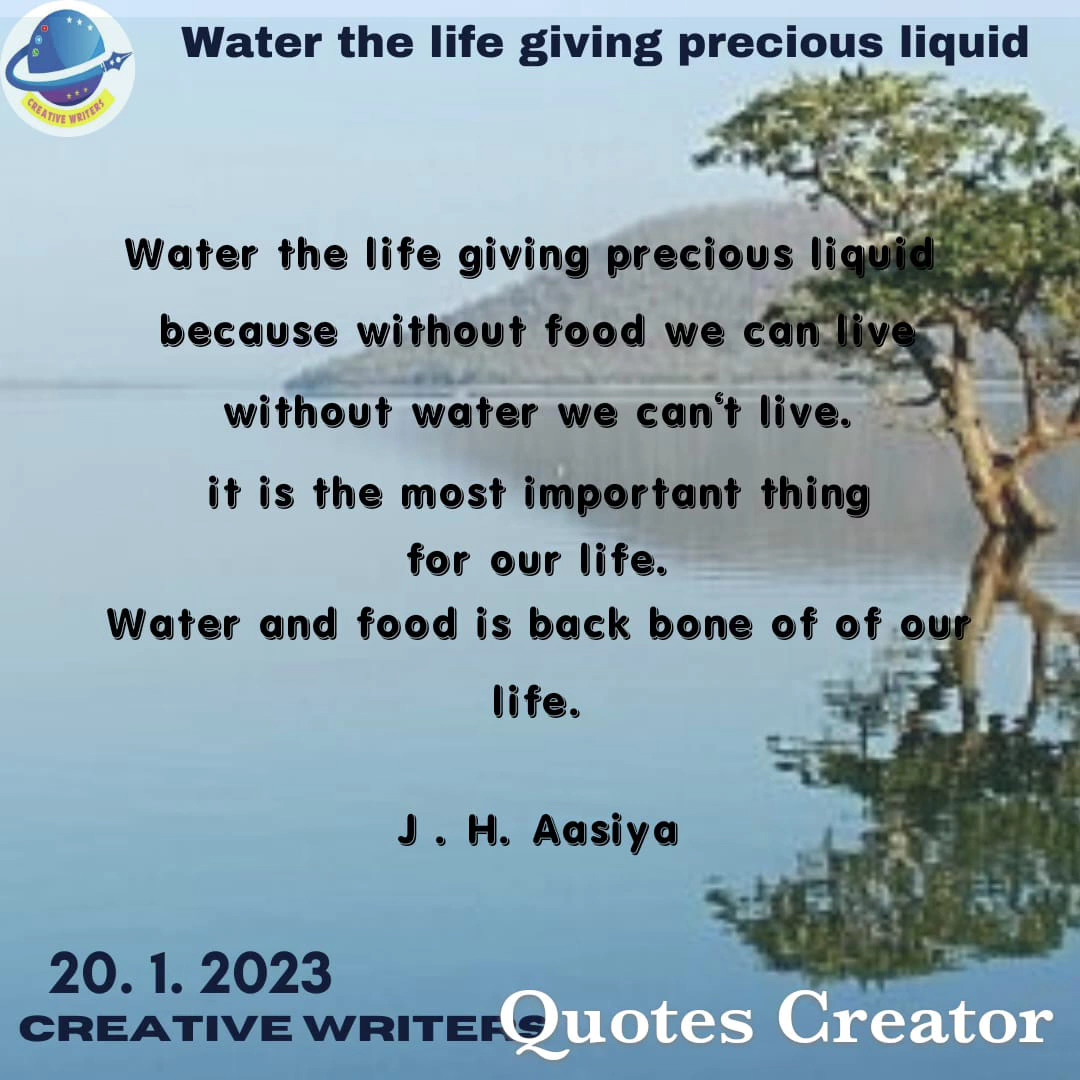 Water the life giving precious liquid
CREATIVE WRITERS
Water the life giving precious liquid
because without food we can live
without water we can't live.
it is the most important thing
for our life.
Water and food is back bone of of our
life.
J . H. Aasiya
20. 1. 2023
CREATIVE WRITERS
Quotes Creator